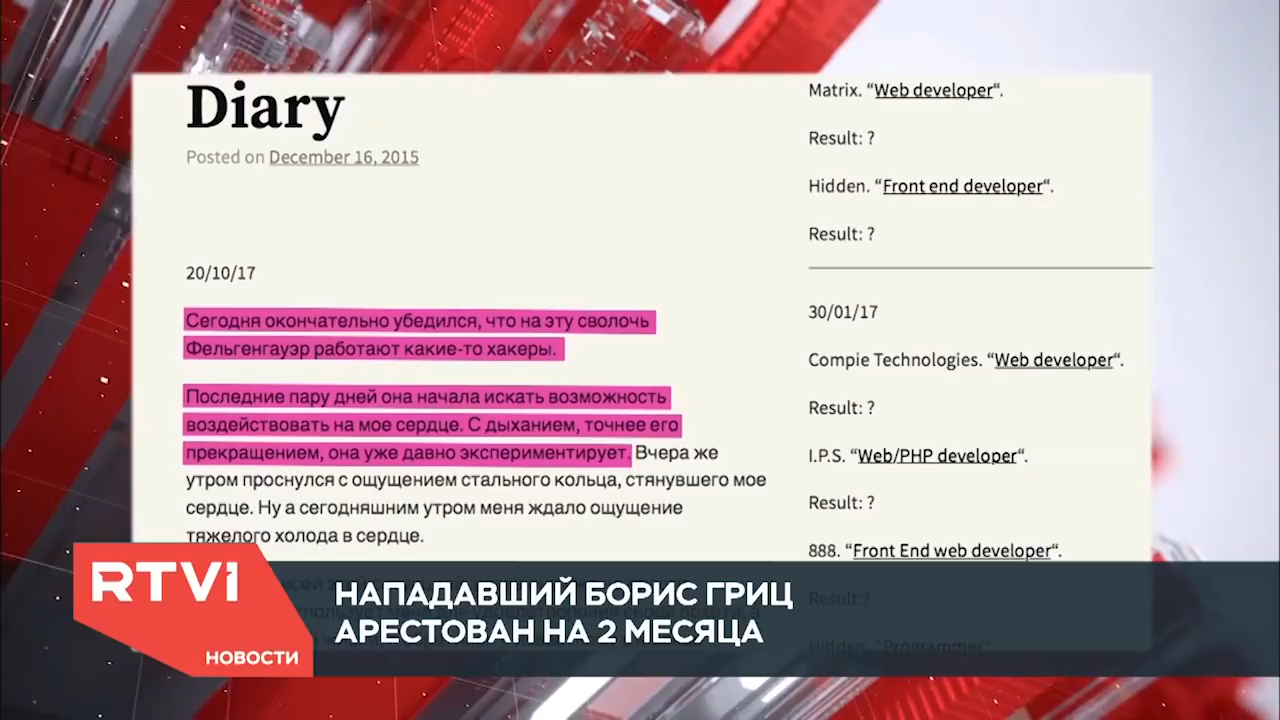 Diary
Posted on December 16, 2015
20/10/17
Сегодня окончательно убедился, что на эту сволочь
Фельгенгауэр работают какие-то хакеры.
Последние пару дней она начала искать возможность
воздействовать на мое сердце. С дыханием, точнее его
прекращением, она уже давно экспериментирует. Вчера же
утром проснулся с ощущением стального кольца, стянувшего мое
сердце. Ну а сегодняшним утром меня ждало ощущение
тяжелого холода в сердце.
Matrix. “Web developer“.
Result: ?
Hidden. “Front end developer“.
Result: ?
30/01/17
Compie Technologies. “Web developer“.
Result: ?
I.P.S. “Web/PHP developer“.
Result: ?
888. “Front End web developer“.
Result:?
Hidden. “Programmer“.
RTVi
НОВОСТИ
НАПАДАВШИЙ БОРИС ГРИЦ
АРЕСТОВАН НА 2 МЕСЯЦА